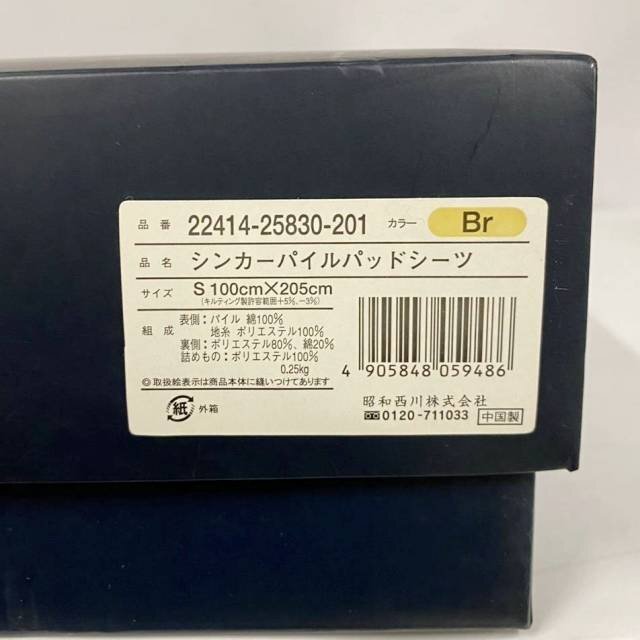 品番 22414-25830-201 カラー Br
品名 シンカーパイルパッドシーツ
サイズ S 100cm×205cm
(キルティング製許容範囲+5%、-3%)
組成 表側：パイル 綿100%
地糸 ポリエステル100%
裏側：ポリエステル80%、綿20%
詰めもの：ポリエステル100%
0.25kg
◎取扱絵表示は商品本体に縫いつけてあります
紙 外箱
4 905848 059486
昭和西川株式会社
0120-711033 中国製